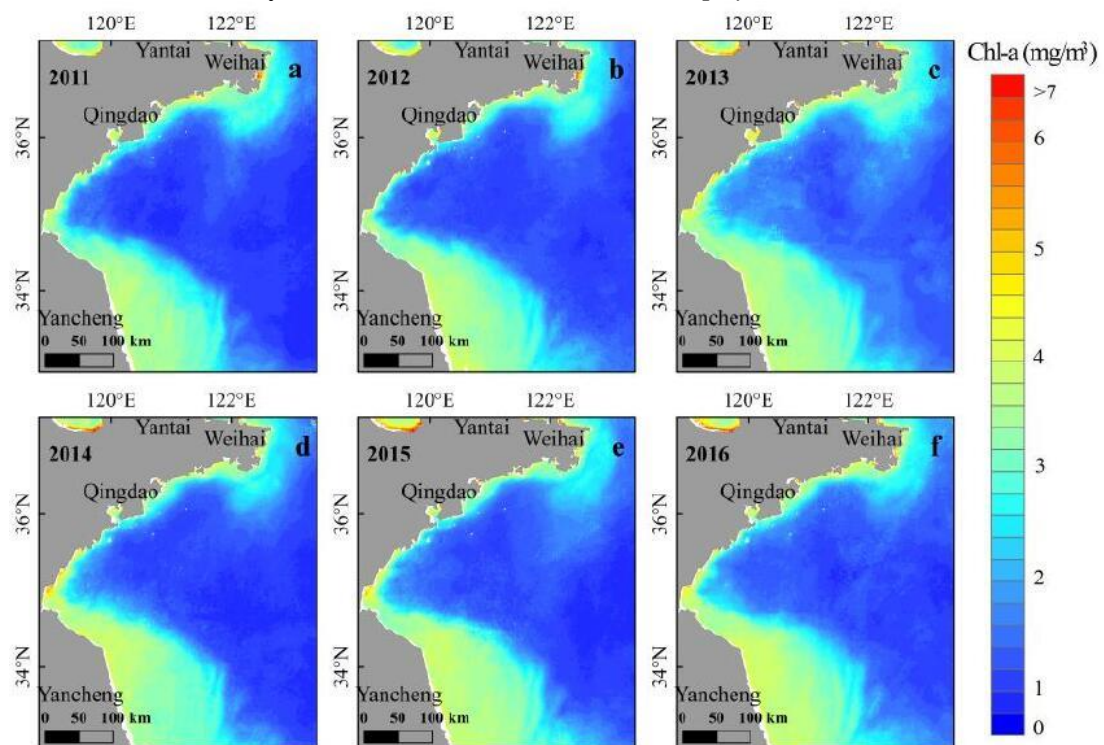 120°E 122°E 120°E 122°E 120°E 122°E
Chl-a (mg/m³)
Yantai
Weihai
2011
a
Qingdao
36°N
34°N
Yancheng
0 50 100 km
Yantai
Weihai
2012
b
Qingdao
36°N
34°N
Yancheng
0 50 100 km
Yantai
Weihai
2013
c
Qingdao
36°N
34°N
Yancheng
0 50 100 km
120°E 122°E 120°E 122°E 120°E 122°E
Yantai
Weihai
2014
d
Qingdao
36°N
34°N
Yancheng
0 50 100 km
Yantai
Weihai
2015
e
Qingdao
36°N
34°N
Yancheng
0 50 100 km
Yantai
Weihai
2016
f
Qingdao
36°N
34°N
Yancheng
0 50 100 km
>7
6
5
4
3
2
1
0